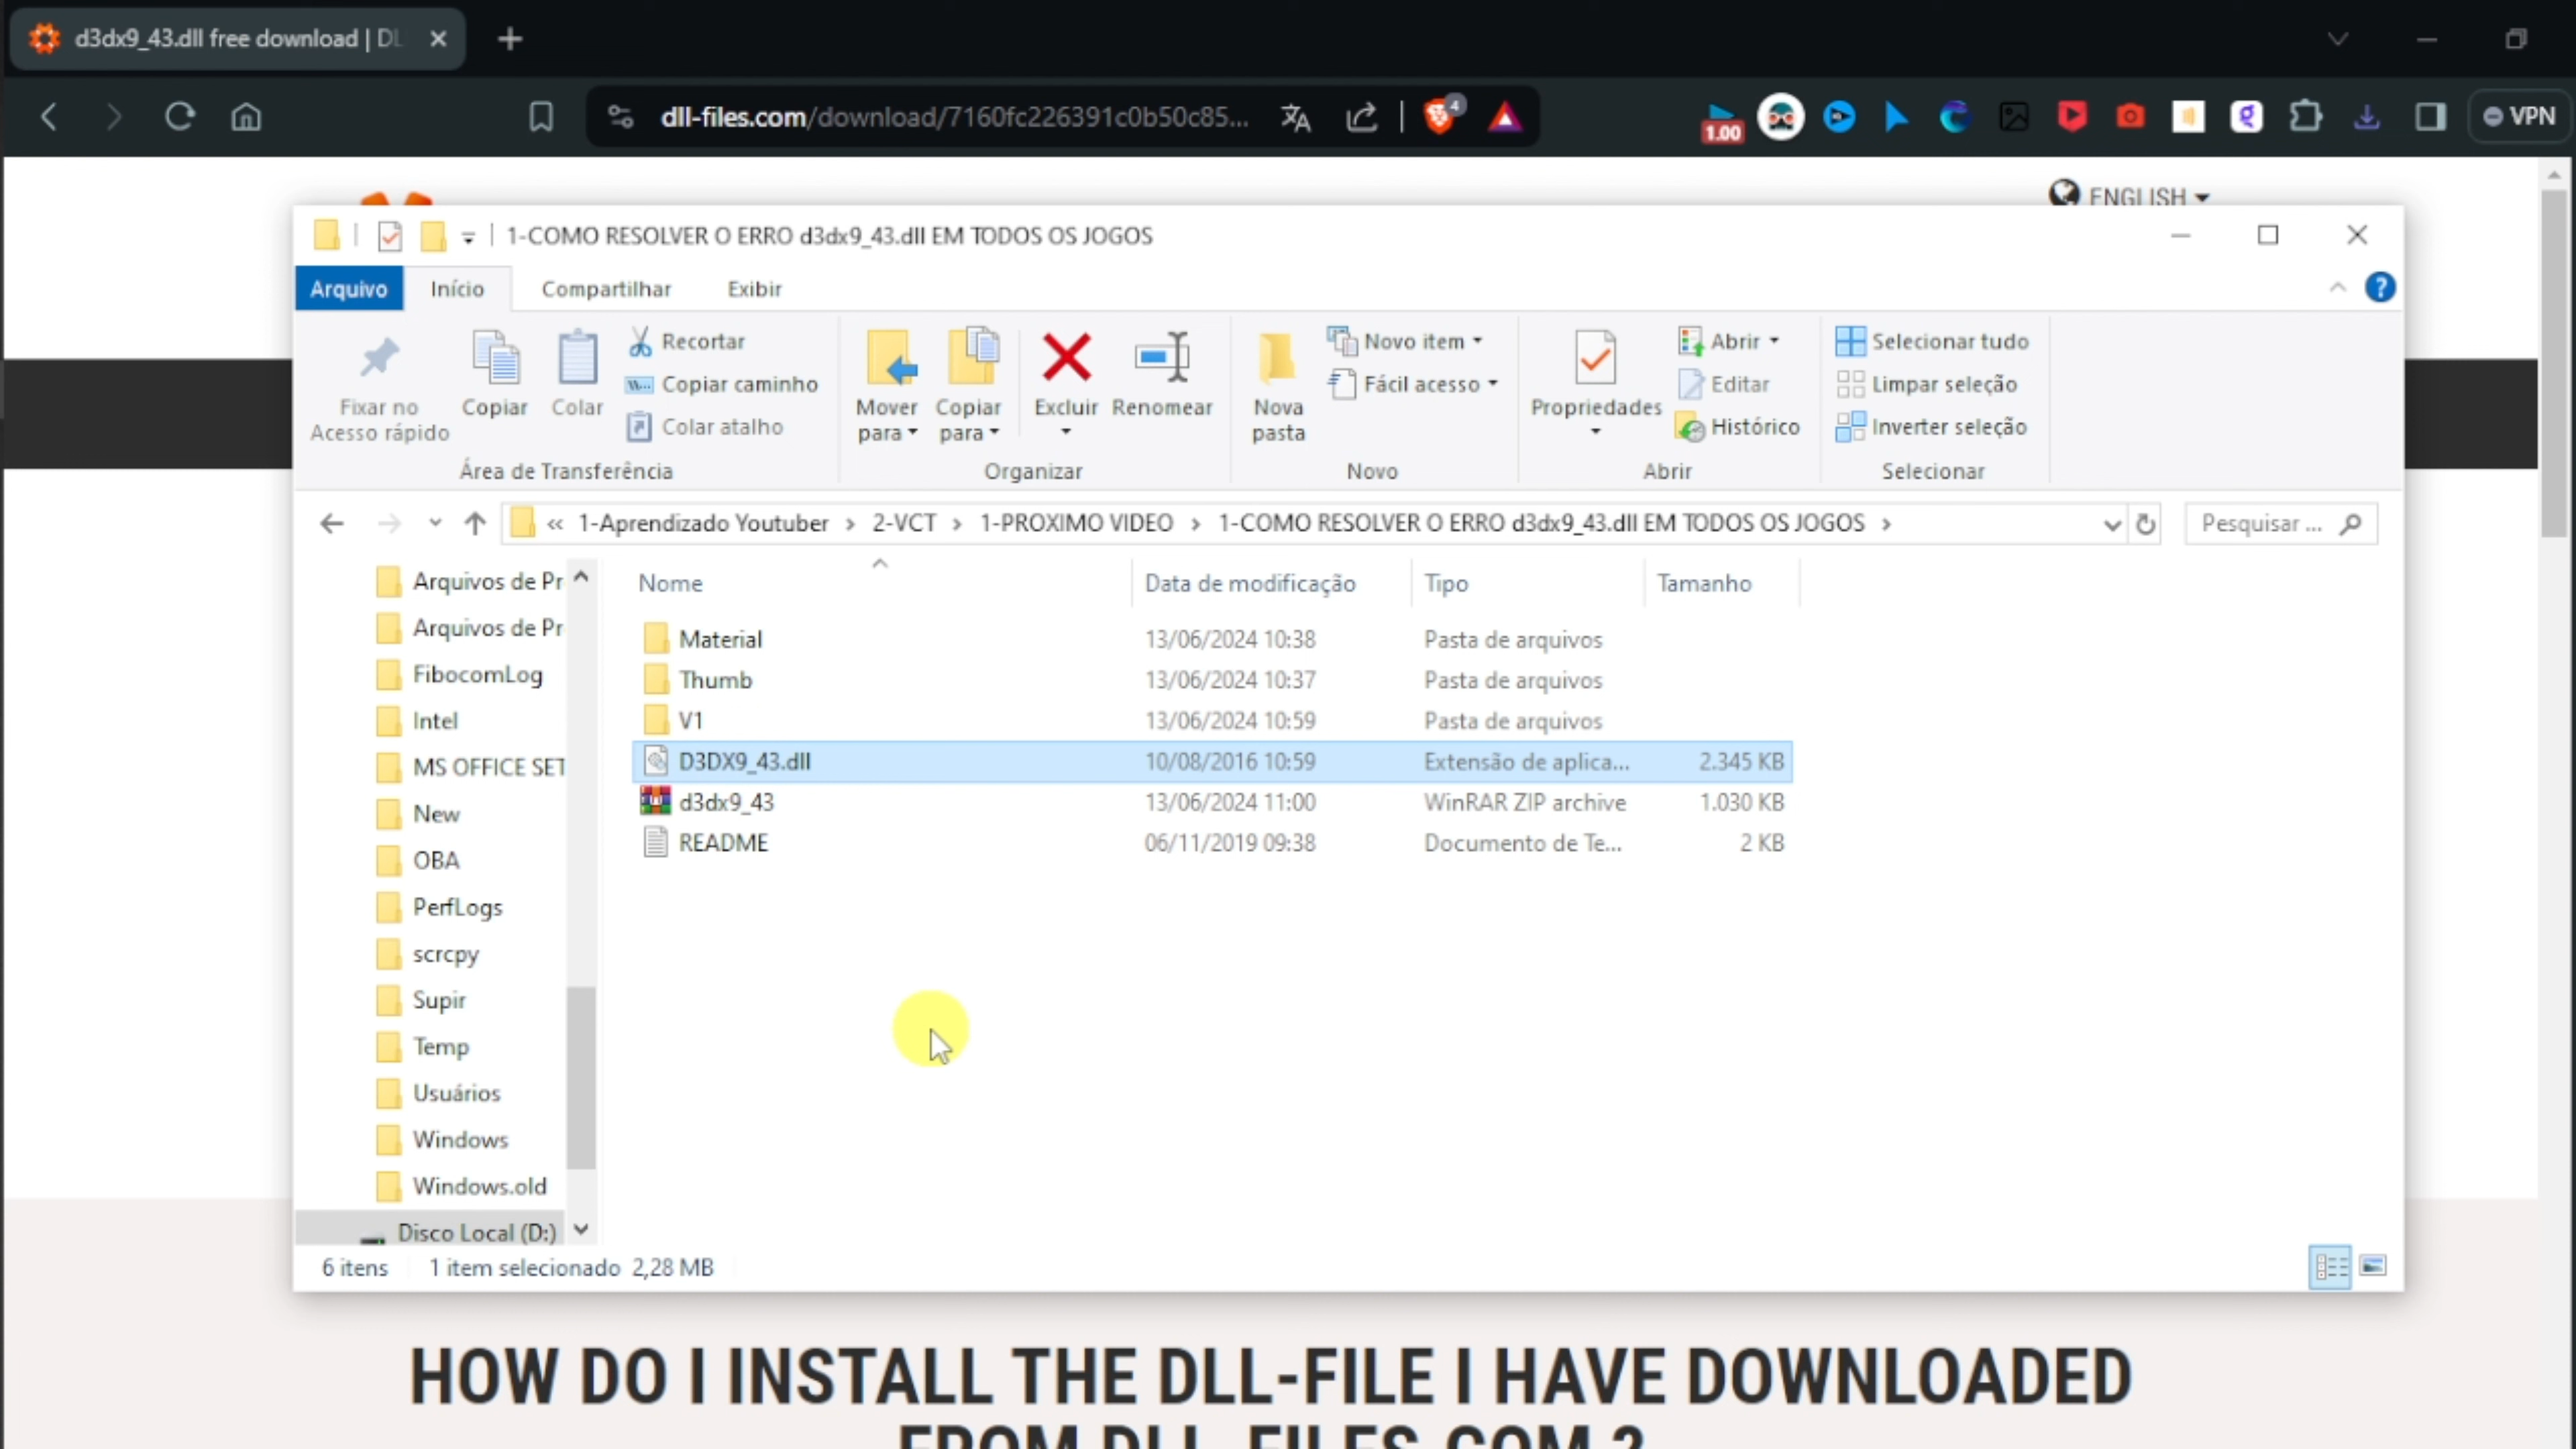 d3dx9_43.dll free download | DL
dll-files.com/download/7160fc226391c0b50c85...
4
1.00
VPN
ENGLISH
1-COMO RESOLVER O ERRO d3dx9_43.dll EM TODOS OS JOGOS
Arquivo Início Compartilhar Exibir
Fixar no
Acesso rápido
Copiar
Colar
Recortar
Copiar caminho
Colar atalho
Área de Transferência
Mover
para
Copiar
para
Excluir
Renomear
Organizar
Nova
pasta
Novo item
Fácil acesso
Novo
Propriedades
Abrir
Editar
Histórico
Abrir
Selecionar tudo
Limpar seleção
Inverter seleção
Selecionar
« 1-Aprendizado Youtuber > 2-VCT > 1-PROXIMO VIDEO > 1-COMO RESOLVER O ERRO d3dx9_43.dll EM TODOS OS JOGOS >
Pesquisar ...
Arquivos de Pr
Arquivos de Pr
FibocomLog
Intel
MS OFFICE SET
New
OBA
PerfLogs
scrcpy
Supir
Temp
Usuários
Windows
Windows.old
Disco Local (D:)
Nome Data de modificação Tipo Tamanho
Material 13/06/2024 10:38 Pasta de arquivos
Thumb 13/06/2024 10:37 Pasta de arquivos
V1 13/06/2024 10:59 Pasta de arquivos
D3DX9_43.dll 10/08/2016 10:59 Extensão de aplica... 2.345 KB
d3dx9_43 13/06/2024 11:00 WinRAR ZIP archive 1.030 KB
README 06/11/2019 09:38 Documento de Te... 2 KB
6 itens 1 item selecionado 2,28 MB
HOW DO I INSTALL THE DLL-FILE I HAVE DOWNLOADED
FROM DLL-FILES.COM ?